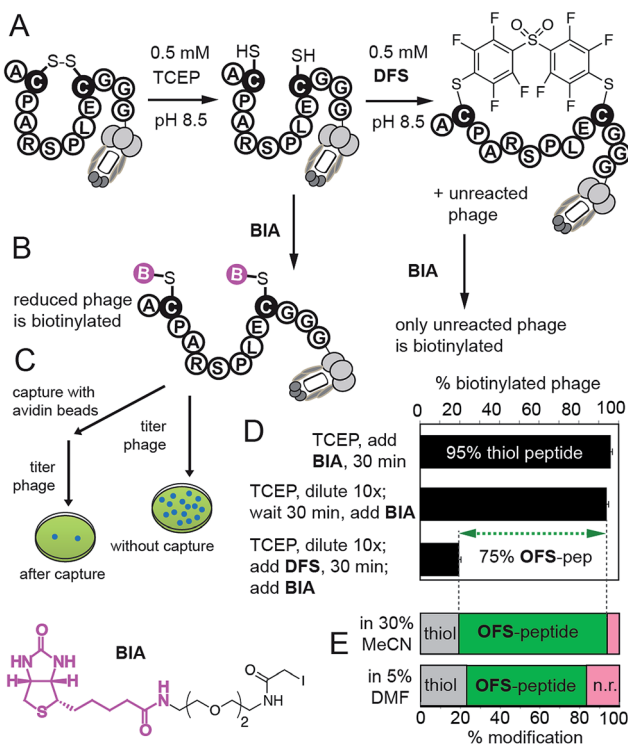 A
S-S
A C P A R S P L E C G G G
0.5 mM
TCEP
pH 8.5
HS
SH
A C P A R S P L E C G G G
0.5 mM
DFS
pH 8.5
O O
S
F F F F
F F F F
S S
A C P A R S P L E C G G G
+ unreacted
phage
BIA
only unreacted phage
is biotinylated
BIA
B
reduced phage
is biotinylated
B-S
B-S
A C P A R S P L E C G G G
C
capture with
avidin beads
titer
phage
titer
phage
without capture
after capture
D
% biotinylated phage
0 20 40 60 80 100
TCEP, add
BIA, 30 min
95% thiol peptide
TCEP, dilute 10x;
wait 30 min, add BIA
TCEP, dilute 10x;
add DFS, 30 min;
add BIA
75% OFS-pep
E
in 30%
MeCN
thiol OFS-peptide
in 5%
DMF
thiol OFS-peptide n.r.
0 20 40 60 80 100
% modification
BIA
O
HN NH
H H
S
O
H
N
O
2
O
NH
I